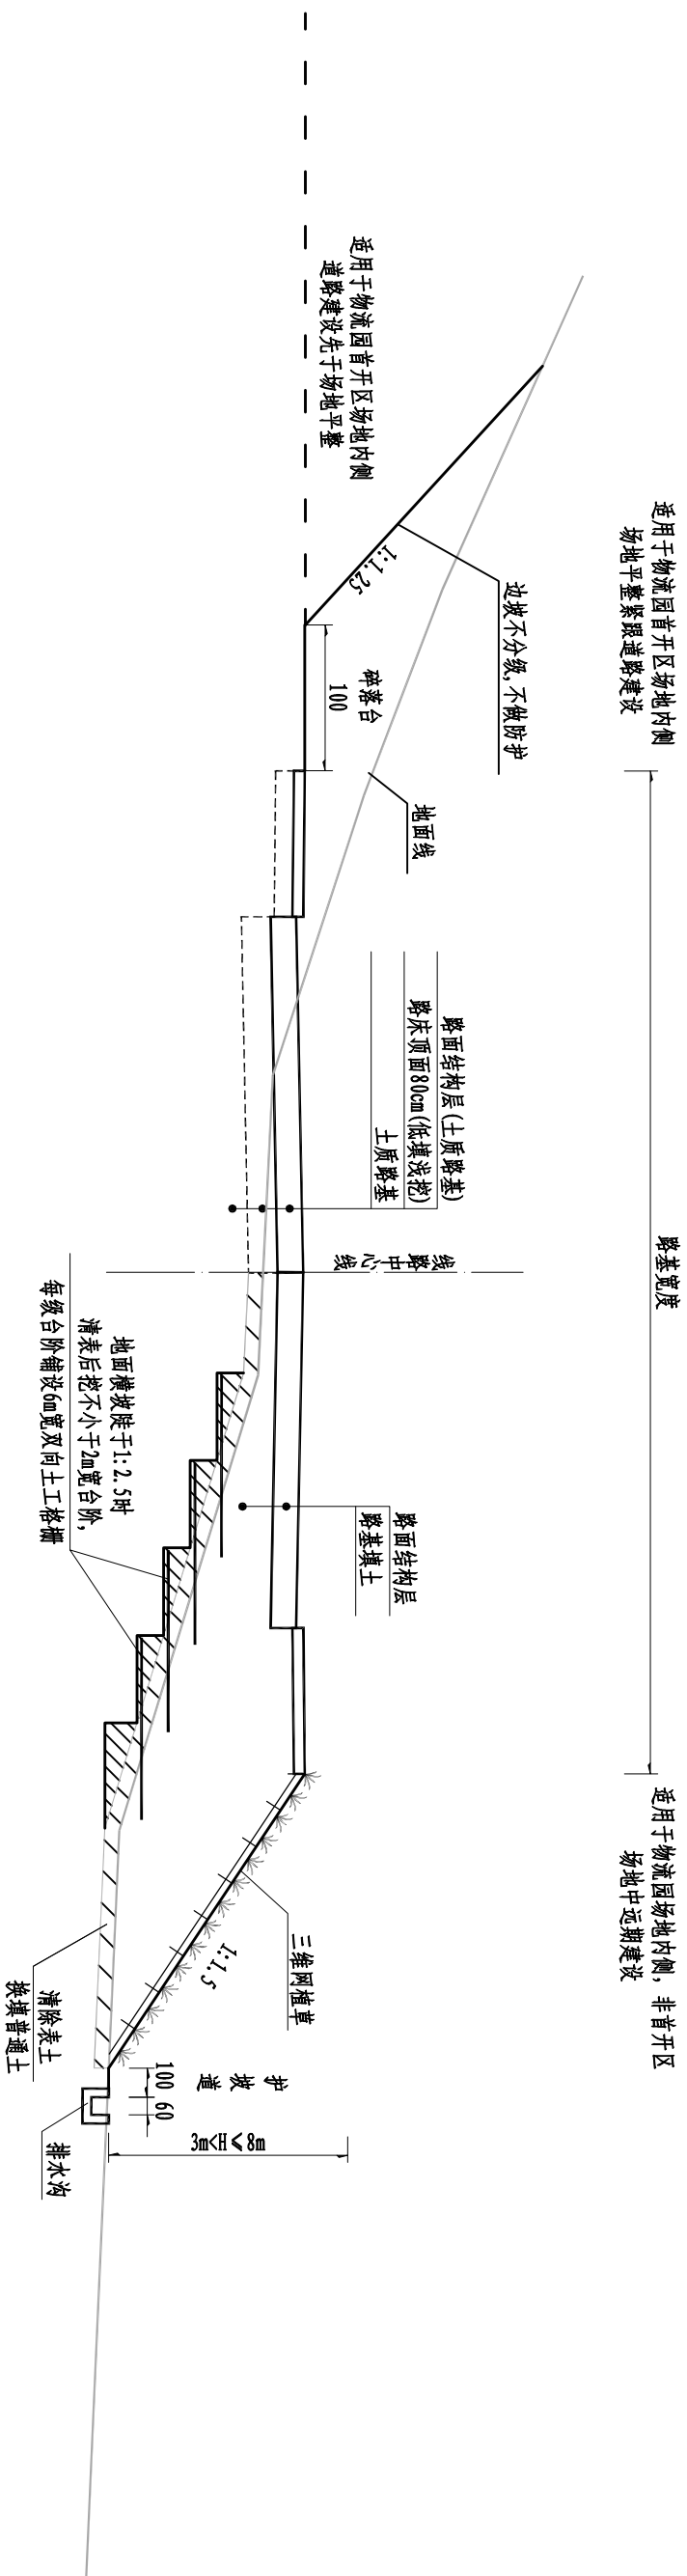 适用于物流园首开区场地内侧
场地平整紧跟道路建设
路基宽度
适用于物流园场地内侧，非首开区
场地中远期建设
适用于物流园首开区场地内侧
道路建设先于场地平整
边坡不分级,不做防护
1:1.25
碎落台
100
地面线
路面结构层(土质路基)
路床顶面80cm(低填浅挖)
土质路基
线路中心线
路面结构层
路基填土
地面横坡陡于1:2.5时
清表后挖不小于2m宽台阶,
每级台阶铺设6m宽双向土工格栅
三维网植草
1:1.5
护坡道
100 60
3m<H≤8m
清除表土
换填普通土
排水沟